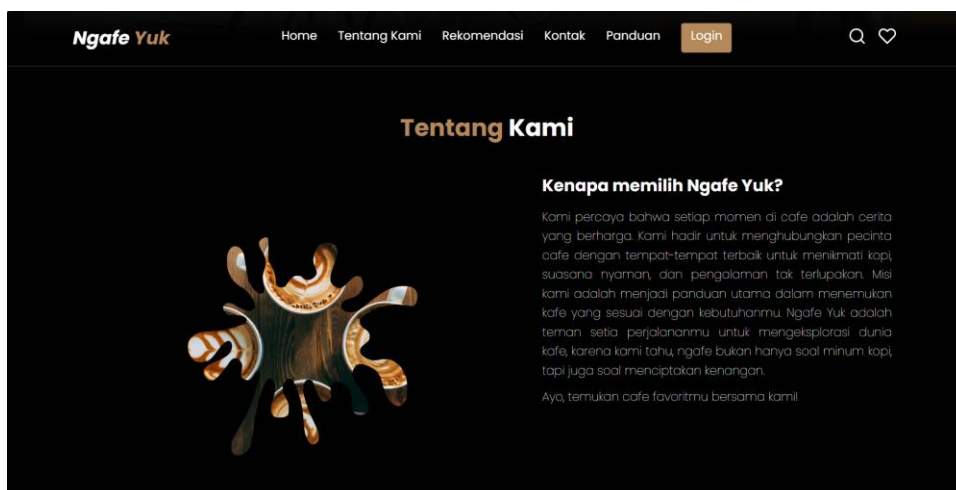 Ngafe Yuk Home Tentang Kami Rekomendasi Kontak Panduan Login
Tentang Kami
Kenapa memilih Ngafe Yuk?
Kami percaya bahwa setiap momen di cafe adalah cerita
yang berharga. Kami hadir untuk menghubungkan pecinta
cafe dengan tempat-tempat terbaik untuk menikmati kopi,
suasana nyaman, dan pengalaman tak terlupakan. Misi
kami adalah menjadi panduan utama dalam menemukan
kafe yang sesuai dengan kebutuhanmu. Ngafe Yuk adalah
teman setia perjalananmu untuk mengeksplorasi dunia
kafe, karena kami tahu, ngafe bukan hanya soal minum kopi,
tapi juga soal menciptakan kenangan.
Ayo, temukan cafe favoritmu bersama kami!